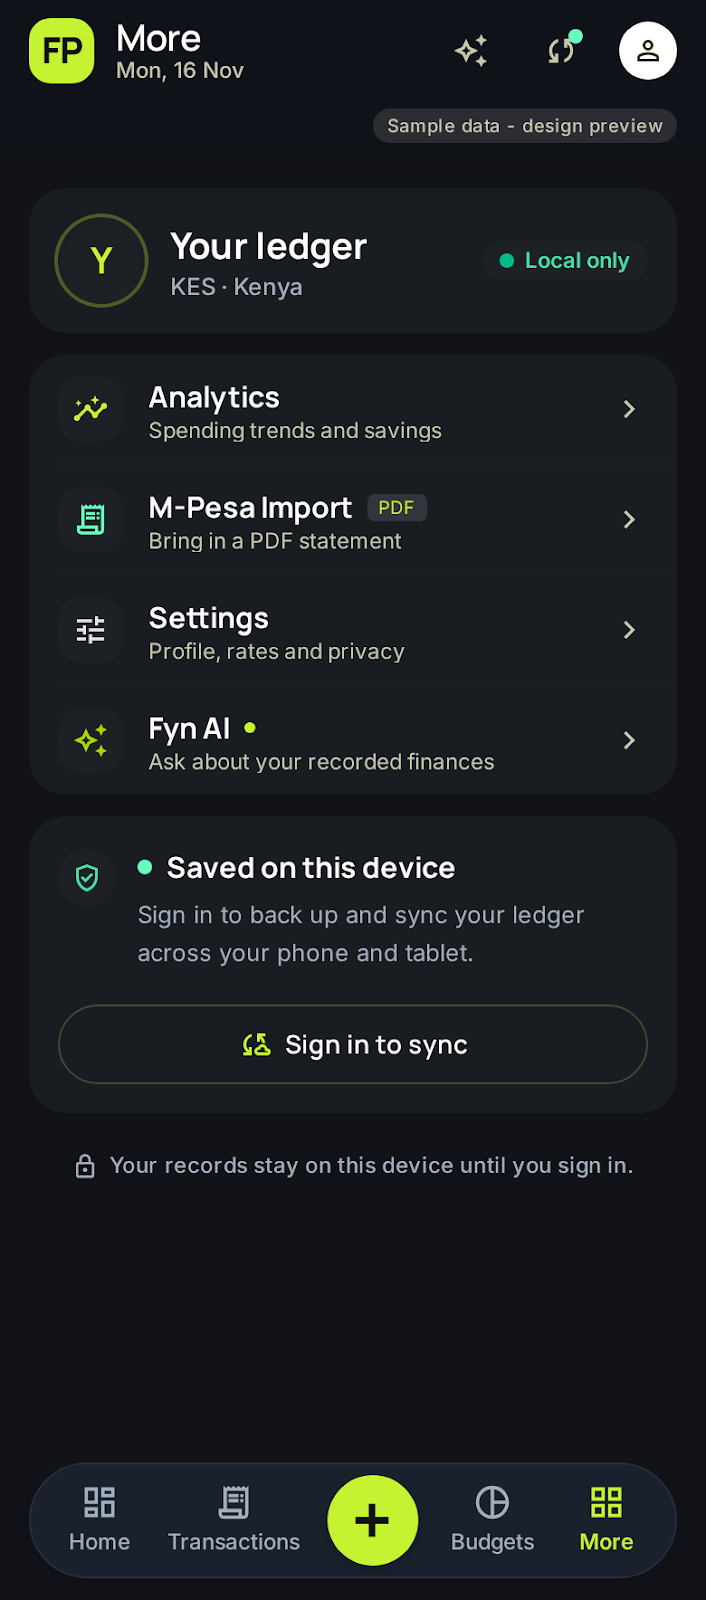 FP
More
Mon, 16 Nov
Sample data - design preview
Y
Your ledger
KES · Kenya
Local only
Analytics
Spending trends and savings
M-Pesa Import PDF
Bring in a PDF statement
Settings
Profile, rates and privacy
Fyn AI
Ask about your recorded finances
Saved on this device
Sign in to back up and sync your ledger
across your phone and tablet.
Sign in to sync
Your records stay on this device until you sign in.
Home
Transactions
Budgets
More